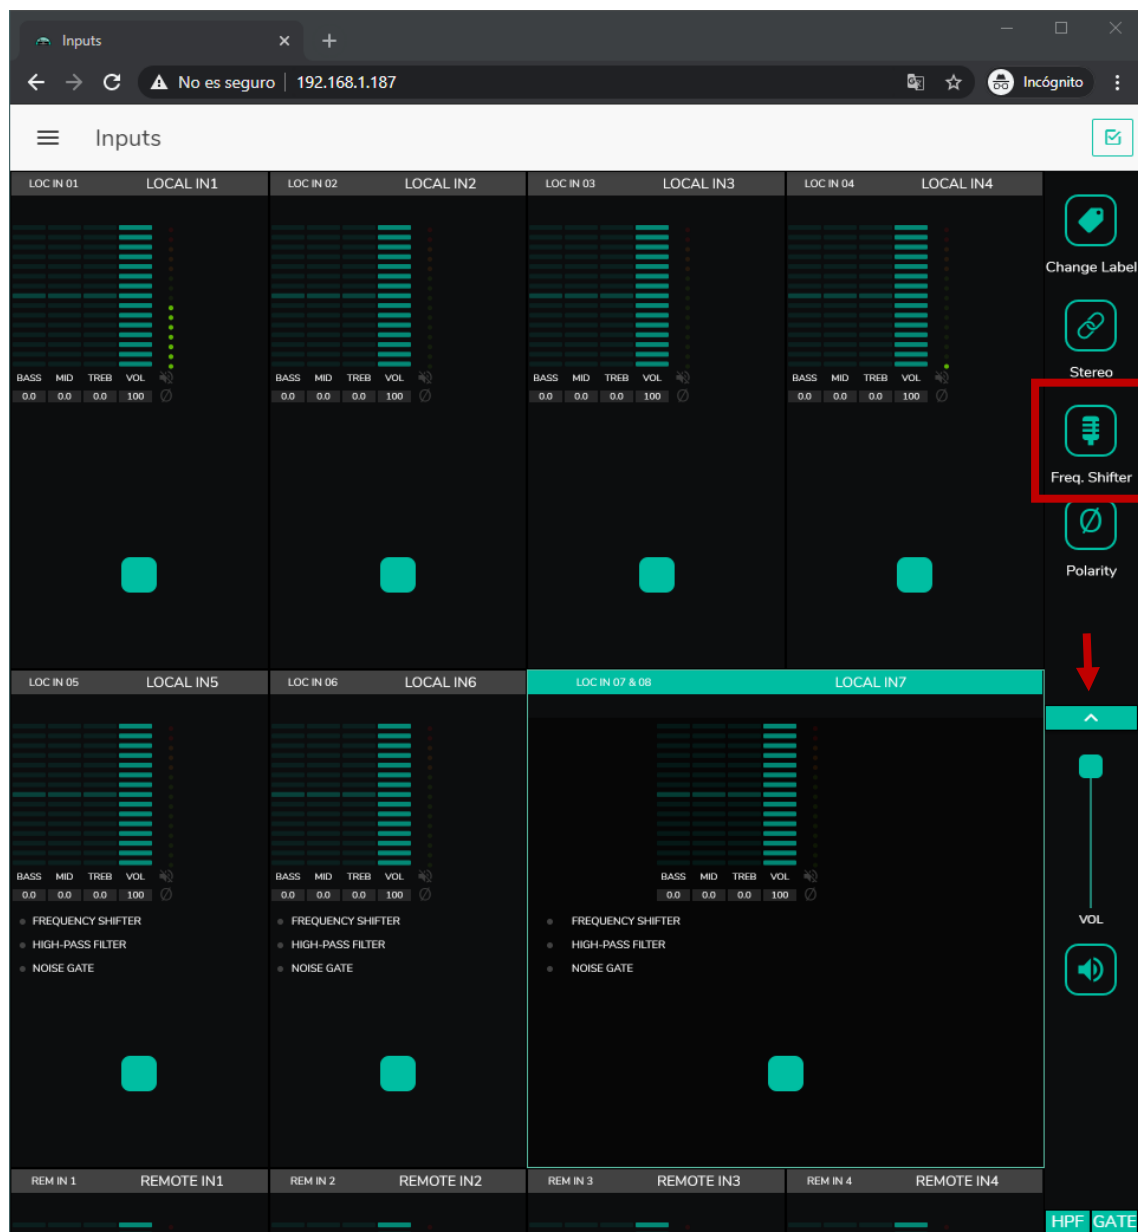 Inputs
No es seguro 192.168.1.187 Incógnito
Inputs
LOC IN 01 LOCAL IN1 LOC IN 02 LOCAL IN2 LOC IN 03 LOCAL IN3 LOC IN 04 LOCAL IN4
Change Label
Stereo
BASS MID TREB VOL BASS MID TREB VOL BASS MID TREB VOL BASS MID TREB VOL
0.0 0.0 0.0 100 Ø 0.0 0.0 0.0 100 Ø 0.0 0.0 0.0 100 Ø 0.0 0.0 0.0 100 Ø
Freq. Shifter
Ø
Polarity
LOC IN 05 LOCAL IN5 LOC IN 06 LOCAL IN6 LOC IN 07 & 08 LOCAL IN7
BASS MID TREB VOL BASS MID TREB VOL BASS MID TREB VOL
0.0 0.0 0.0 100 Ø 0.0 0.0 0.0 100 Ø 0.0 0.0 0.0 100 Ø
FREQUENCY SHIFTER FREQUENCY SHIFTER FREQUENCY SHIFTER
VOL
HIGH-PASS FILTER HIGH-PASS FILTER HIGH-PASS FILTER
NOISE GATE NOISE GATE NOISE GATE
REM IN 1 REMOTE IN1 REM IN 2 REMOTE IN2 REM IN 3 REMOTE IN3 REM IN 4 REMOTE IN4
HPF GATE